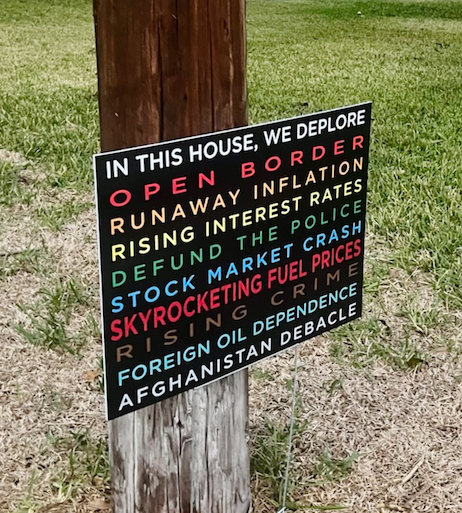 IN THIS HOUSE, WE DEPLORE
OPEN BORDER
RUNAWAY INFLATION
RISING INTEREST RATES
DEFUND THE POLICE
STOCK MARKET CRASH
SKYROCKETING FUEL PRICES
RISING CRIME
FOREIGN OIL DEPENDENCE
AFGHANISTAN DEBACLE